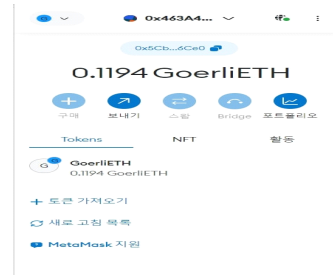 0x463A4...
0x5Cb...6Ce0
0.1194 GoerliETH
구매 보내기 스왑 Bridge 포트폴리오
Tokens NFT 활동
G GoerliETH
0.1194 GoerliETH
+ 토큰 가져오기
새로 고침 목록
MetaMask 지원